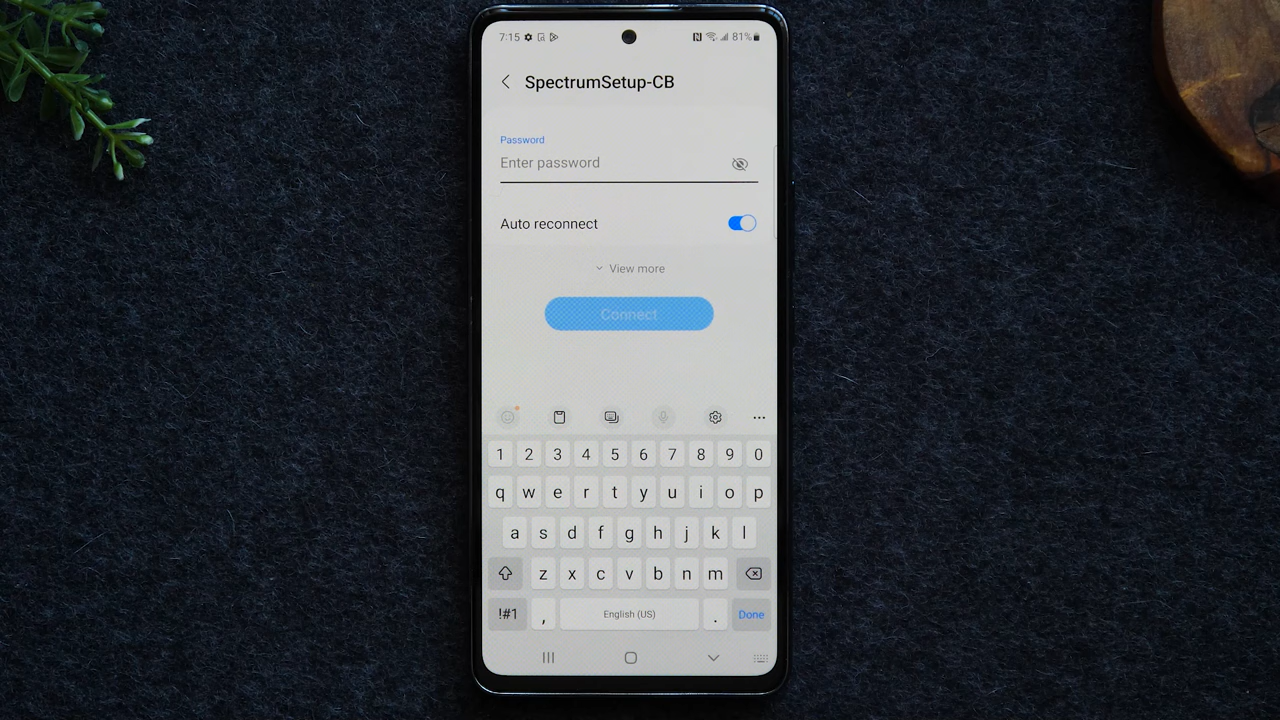 7:15 81%
SpectrumSetup-CB
Password
Enter password
Auto reconnect
View more
Connect
1 2 3 4 5 6 7 8 9 0
q w e r t y u i o p
a s d f g h j k l
z x c v b n m
!#1 , English (US) . Done